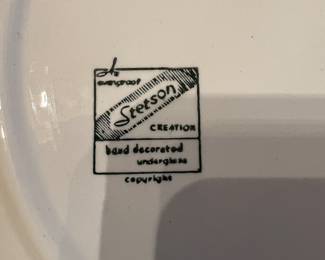 An
ovenproof
Stetson
CREATION
hand decorated
underglaze
copyright